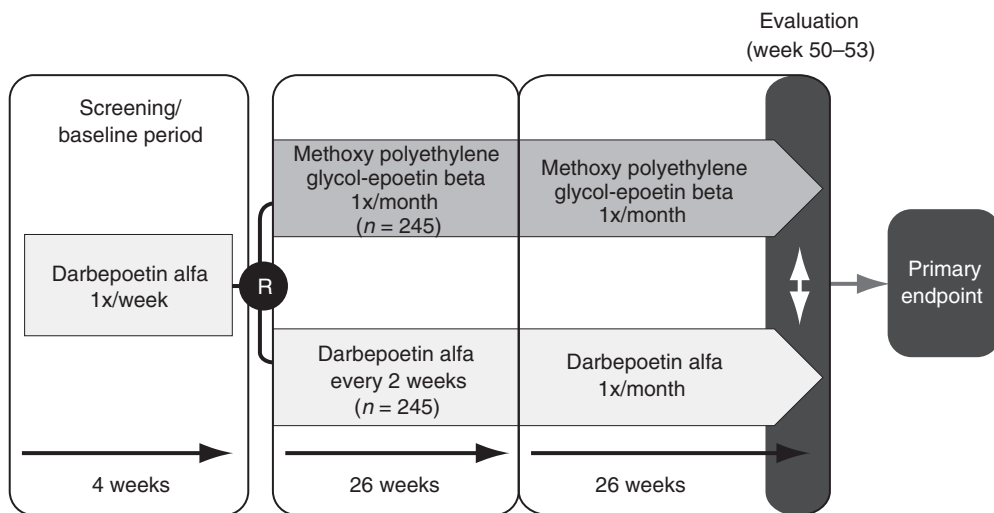 Evaluation
(week 50–53)
Screening/
baseline period
Methoxy polyethylene
glycol-epoetin beta
1x/month
(n = 245)
Methoxy polyethylene
glycol-epoetin beta
1x/month
Darbepoetin alfa
1x/week
R
Primary
endpoint
Darbepoetin alfa
every 2 weeks
(n = 245)
Darbepoetin alfa
1x/month
4 weeks
26 weeks
26 weeks